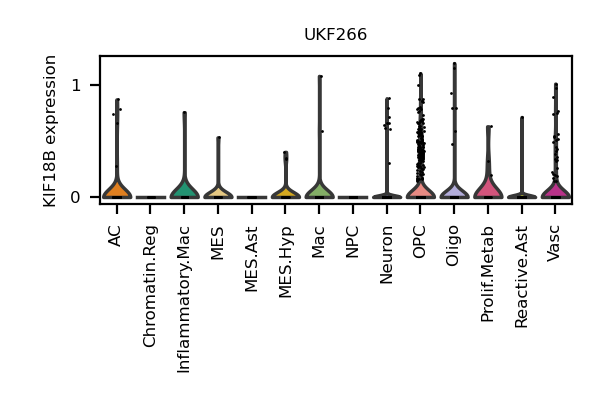 UKF266
KIF18B expression
1
0
AC
Chromatin.Reg
Inflammatory.Mac
MES
MES.Ast
MES.Hyp
Mac
NPC
Neuron
OPC
Oligo
Prolif.Metab
Reactive.Ast
Vasc